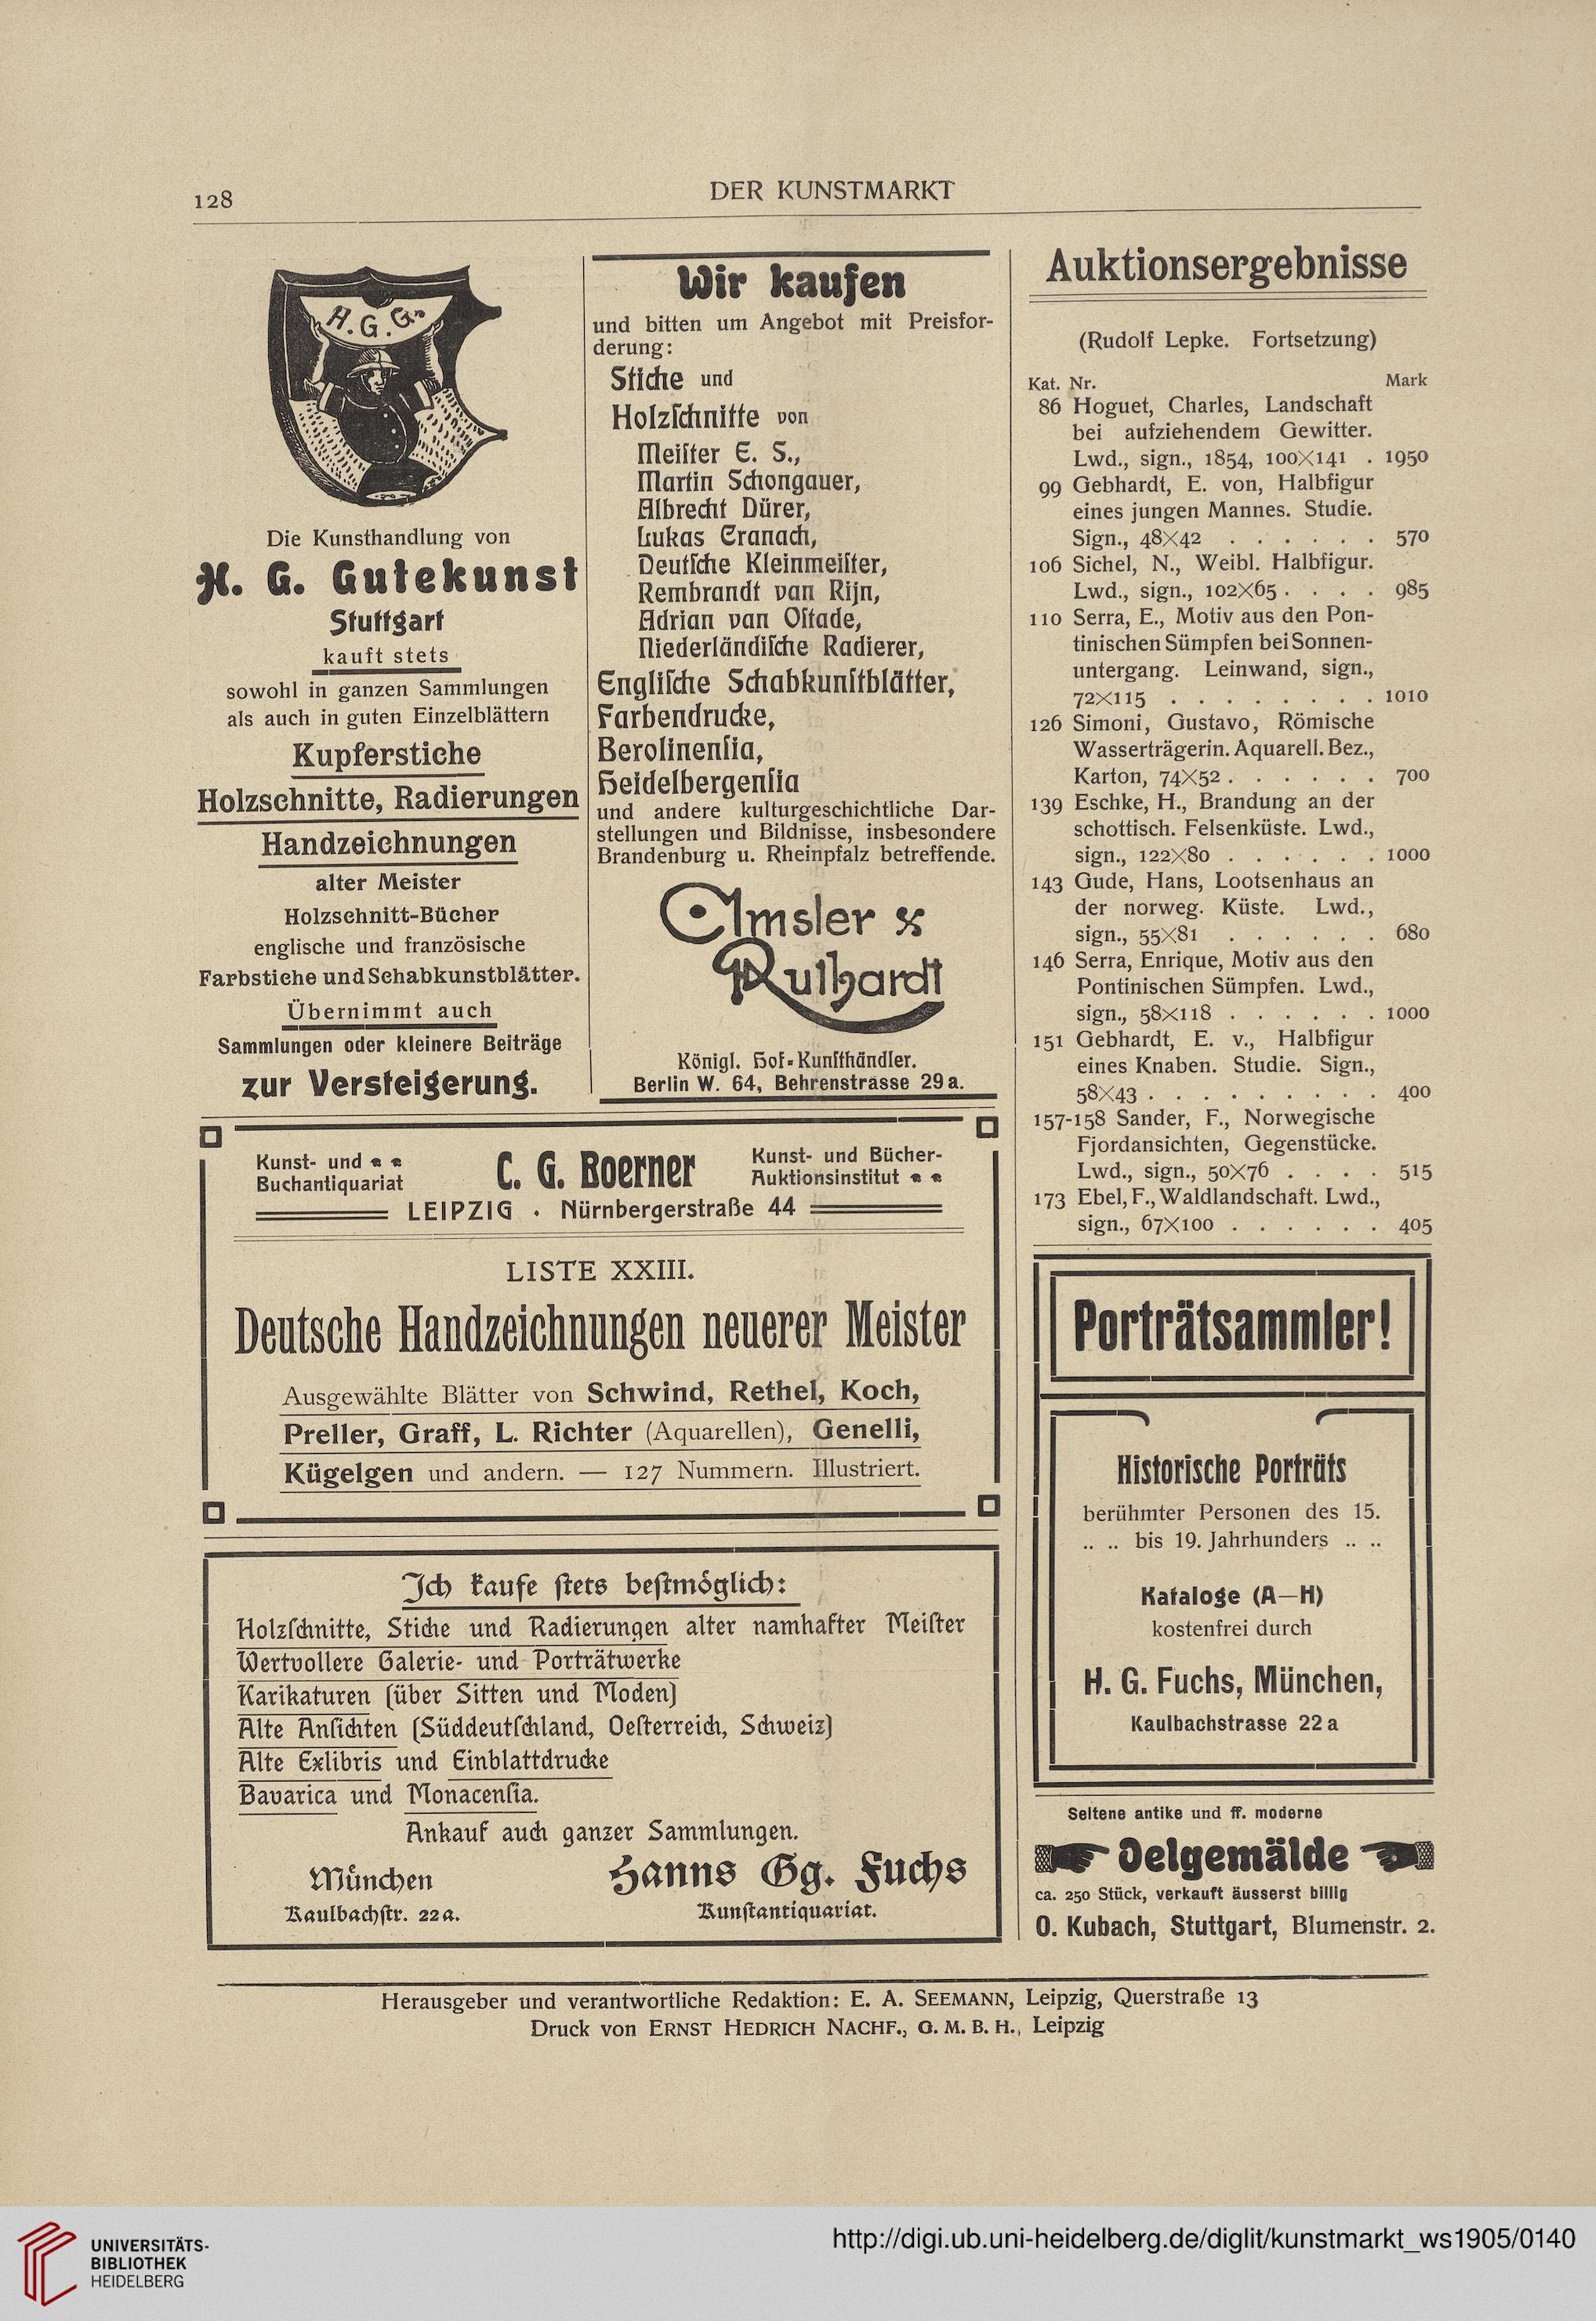 128
DER KUNSTMARKT
H. G. G.
Die Kunsthandlung von
H. G. Gutekunst
Stuttgart
kauft stets
sowohl in ganzen Sammlungen
als auch in guten Einzelblättern
Kupferstiche
Holzschnitte, Radierungen
Handzeichnungen
alter Meister
Holzschnitt-Bücher
englische und französische
Farbstiche und Schabkunstblätter.
Übernimmt auch
Sammlungen oder kleinere Beiträge
zur Versteigerung.
Wir kaufen
und bitten um Angebot mit Preisfor-
derung:
Stiche und
Holzſchnitte von
Meiſter E. S.,
Martin Schongauer,
Albrecht Dürer,
Lukas Cranach,
Deutſche Kleinmeiſter,
Rembrandt van Rijn,
Adrian van Oſtade,
Niederländiſche Radierer,
Engliſche Schabkunſtblätter,
Farbendrucke,
Berolinenſia,
Heidelbergenſia
und andere kulturgeschichtliche Dar-
stellungen und Bildnisse, insbesondere
Brandenburg u. Rheinpfalz betreffende.
Amsler &
Ruthardt
Königl. Hof-Kunſthändler.
Berlin W. 64, Behrenstrasse 29 a.
Auktionsergebnisse
(Rudolf Lepke. Fortsetzung)
Kat. Nr. Mark
86 Hoguet, Charles, Landschaft
bei aufziehendem Gewitter.
Lwd., sign., 1854, 100×141 . 1950
99 Gebhardt, E. von, Halbfigur
eines jungen Mannes. Studie.
Sign., 48×42 . . . . . . 570
106 Sichel, N., Weibl. Halbfigur.
Lwd., sign., 102×65 . . . . 985
110 Serra, E., Motiv aus den Pon-
tinischen Sümpfen bei Sonnen-
untergang. Leinwand, sign.,
72×115 . . . . . . . . 1010
126 Simoni, Gustavo, Römische
Wasserträgerin. Aquarell. Bez.,
Karton, 74×52 . . . . . . 700
139 Eschke, H., Brandung an der
schottisch. Felsenküste. Lwd.,
sign., 122×80 . . . . . . 1000
143 Gude, Hans, Lootsenhaus an
der norweg. Küste. Lwd.,
sign., 55×81 . . . . . . 680
146 Serra, Enrique, Motiv aus den
Pontinischen Sümpfen. Lwd.,
sign., 58×118 . . . . . . 1000
151 Gebhardt, E. v., Halbfigur
eines Knaben. Studie. Sign.,
58×43 . . . . . . . . . 400
157-158 Sander, F., Norwegische
Fjordansichten, Gegenstücke.
Lwd., sign., 50×76 . . . . 515
173 Ebel, F., Waldlandschaft. Lwd.,
sign., 67×100 . . . . . . 405
Kunst- und
Buchantiquariat
C. G. Boerner
Kunst- und Bücher-
Auktionsinstitut
LEIPZIG . Nürnbergerstraße 44
LISTE XXIII.
Deutsche Handzeichnungen neuerer Meister
Ausgewählte Blätter von Schwind, Rethel, Koch,
Preller, Graff, L. Richter (Aquarellen), Genelli,
Kügelgen und andern. — 127 Nummern. Illustriert.
Ich kaufe ſtets beſtmöglich:
Holzſchnitte, Stiche und Radierungen alter namhafter Meiſter
Wertvollere Galerie- und Porträtwerke
Karikaturen (über Sitten und Moden)
Alte Anſichten (Süddeutſchland, Oeſterreich, Schweiz)
Alte Exlibris und Einblattdrucke
Bavarica und Monacenſia.
Ankauf auch ganzer Sammlungen.
München
Kaulbachſtr. 22 a.
Hanns Gg. Fuchs
Kunſtantiquariat.
Porträtsammler!
Historische Porträts
berühmter Personen des 15.
.. .. bis 19. Jahrhunders .. ..
Kataloge (A—H)
kostenfrei durch
H. G. Fuchs, München,
Kaulbachstrasse 22 a
Seltene antike und ff. moderne
Oelgemälde
ca. 250 Stück, verkauft äusserst billig
O. Kubach, Stuttgart, Blumenstr. 2.
Herausgeber und verantwortliche Redaktion: E. A. SEEMANN, Leipzig, Querstraße 13
Druck von ERNST HEDRICH NACHF., G. M. B. H., Leipzig
UNIVERSITÄTS-
BIBLIOTHEK
HEIDELBERG
http://digi.ub.uni-heidelberg.de/diglit/kunstmarkt_ws1905/0140